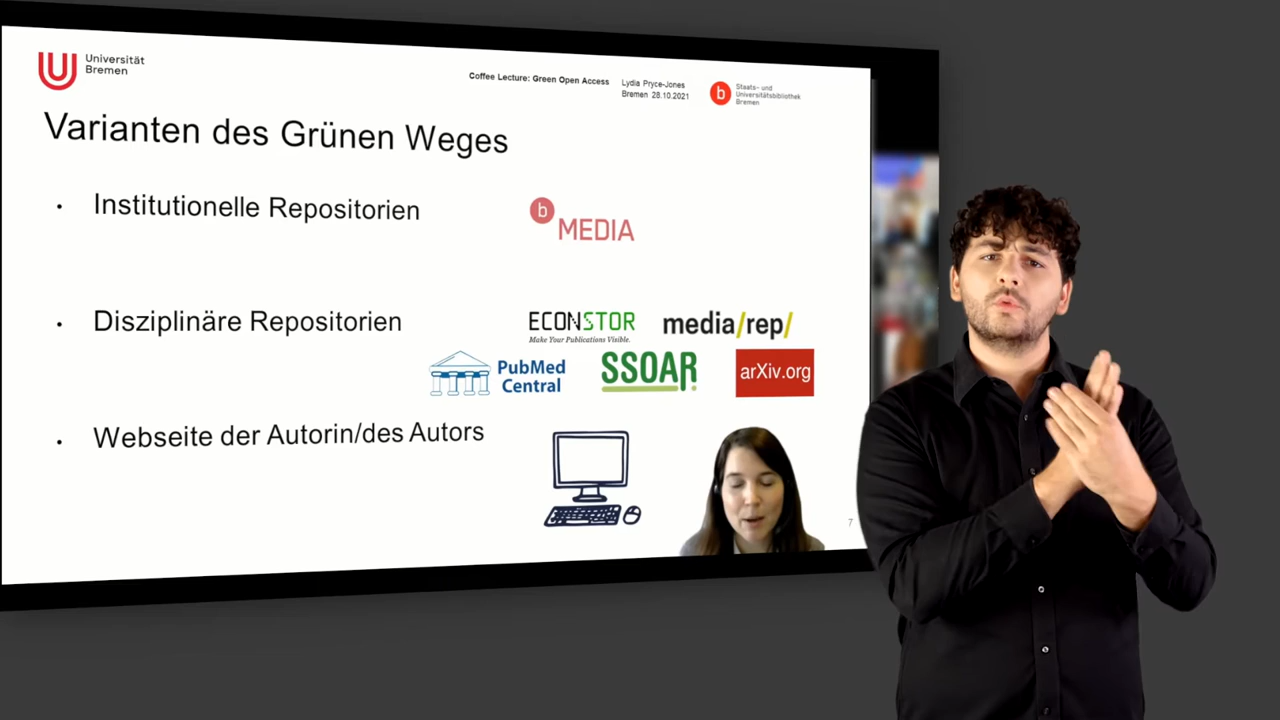 Universität
Bremen
Coffee Lecture: Green Open Access
Lydia Pryce-Jones
Bremen 28.10.2021
b
Staats- und
Universitätsbibliothek
Bremen
Varianten des Grünen Weges
• Institutionelle Repositorien
b
MEDIA
• Disziplinäre Repositorien
ECONSTOR
Make Your Publications Visible.
media/rep/
PubMed
Central
SSOAR
arXiv.org
• Webseite der Autorin/des Autors
7